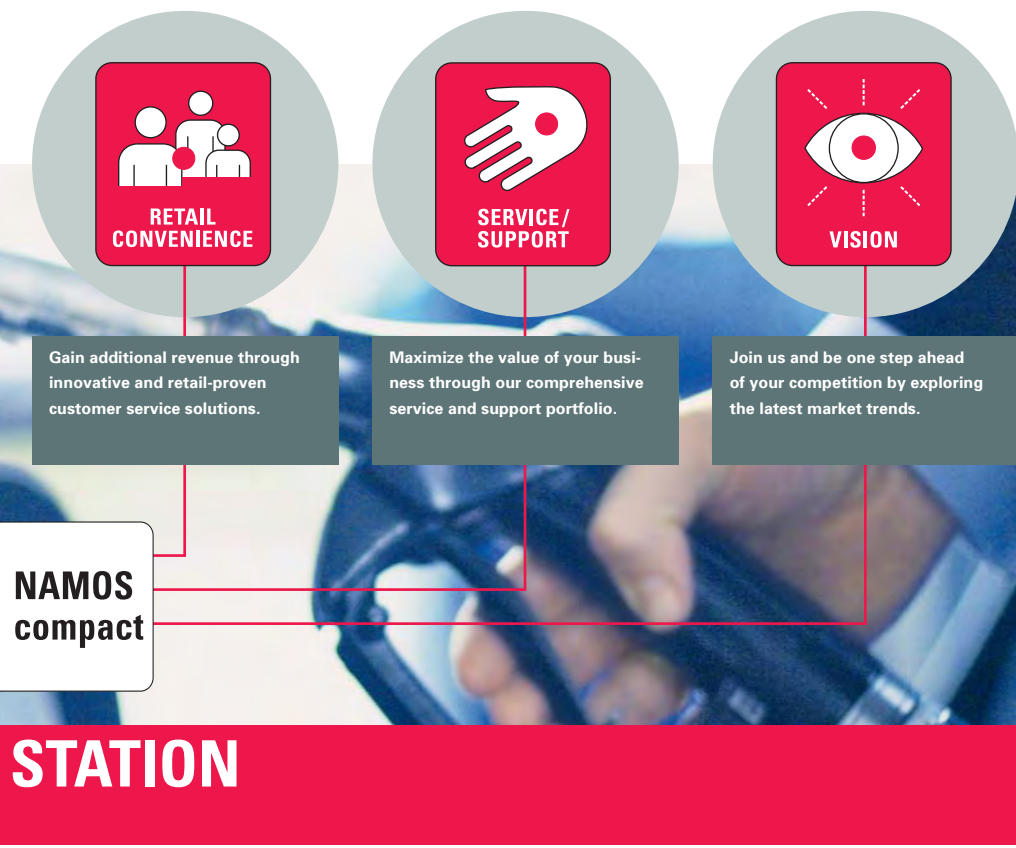 RETAIL
CONVENIENCE
SERVICE/
SUPPORT
VISION
Gain additional revenue through
innovative and retail-proven
customer service solutions.
Maximize the value of your busi-
ness through our comprehensive
service and support portfolio.
Join us and be one step ahead
of your competition by exploring
the latest market trends.
NAMOS
compact
STATION